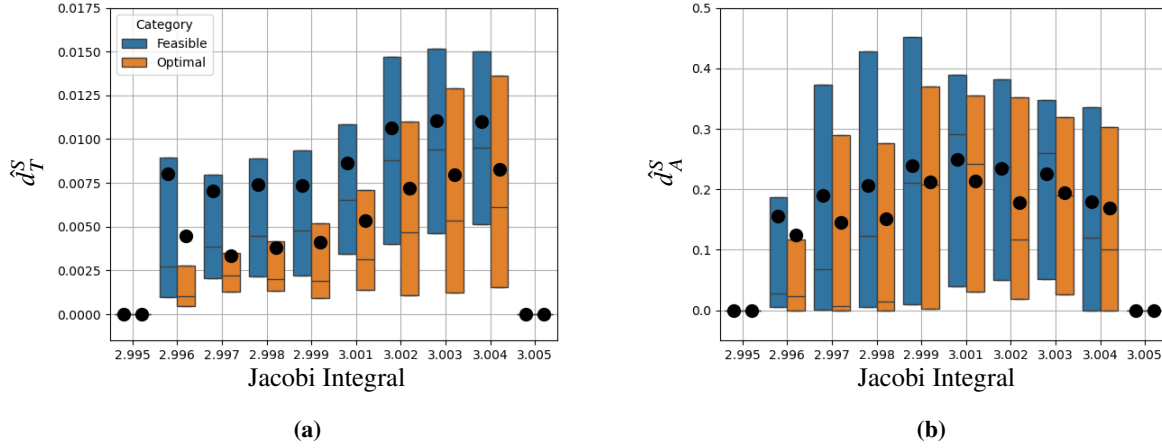 0.0175
0.0150
0.0125
0.0100
0.0075
0.0050
0.0025
0.0000
d̂_T^S
Category
Feasible
Optimal
2.995 2.996 2.997 2.998 2.999 3.001 3.002 3.003 3.004 3.005
Jacobi Integral
(a)
0.5
0.4
0.3
0.2
0.1
0.0
d̂_A^S
2.995 2.996 2.997 2.998 2.999 3.001 3.002 3.003 3.004 3.005
Jacobi Integral
(b)